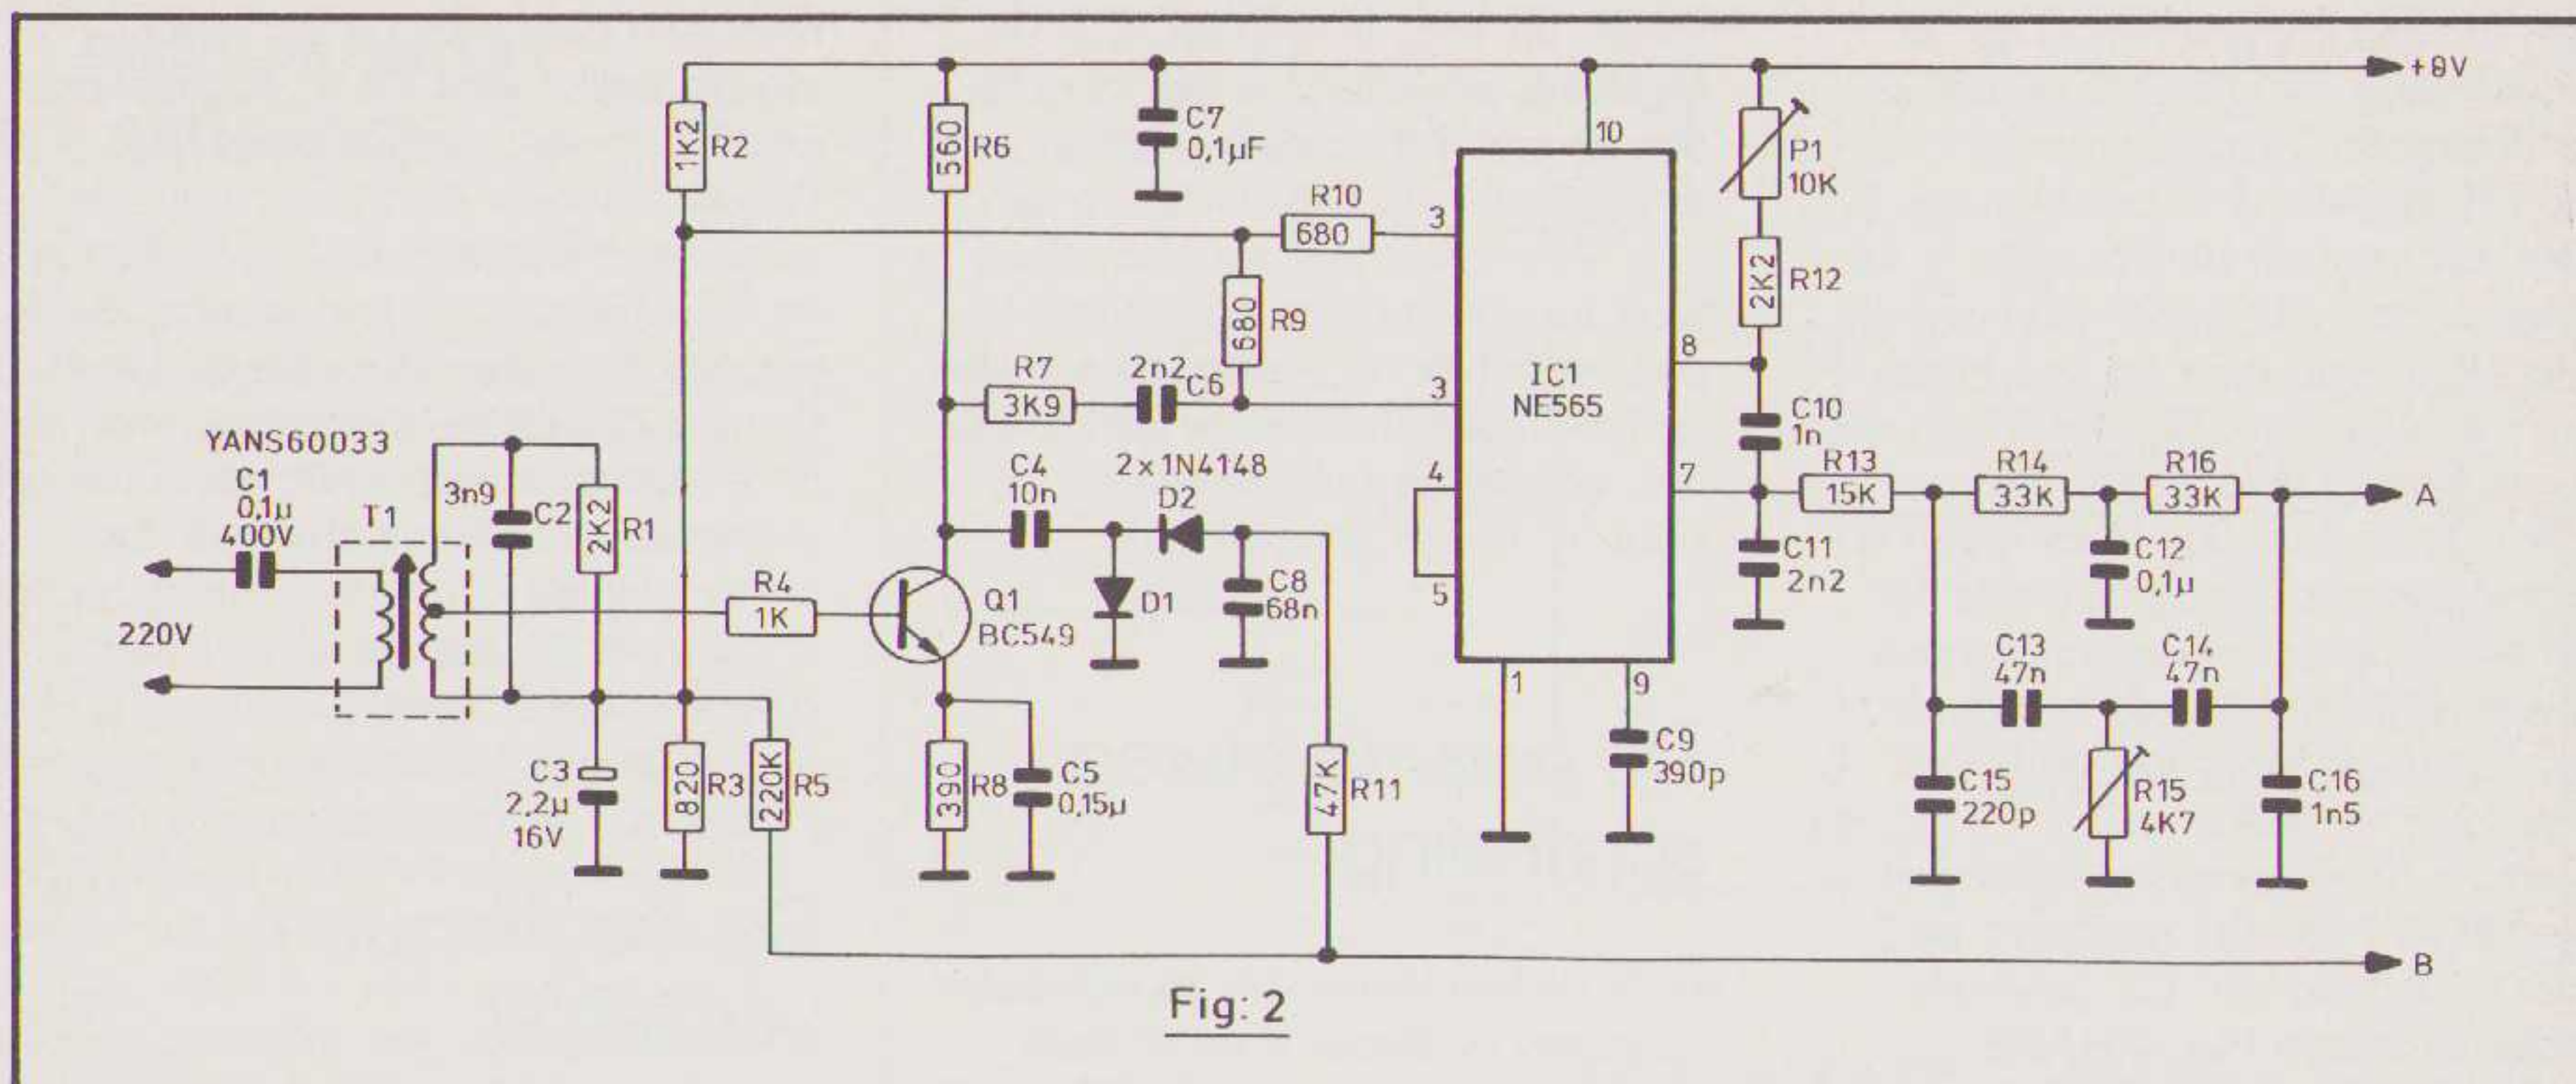 +8V
1K2
R2
560
R6
C7
0,1µF
10
P1
10K
R10
680
3
2K2
R12
680
R9
8
R7
3K9
2n2
C6
3
IC1
NE565
C10
1n
YANS60033
C1
0,1µ
400V
T1
3n9
C2
2K2
R1
C4
10n
2x1N4148
D2
4
7
R13
15K
R14
33K
R16
33K
A
220V
R4
1K
Q1
BC549
D1
C8
68n
5
C11
2n2
C12
0,1µ
C13
47n
C14
47n
1
9
C3
2,2µ
16V
820
R3
220K
R5
390
R8
C5
0,15µ
47K
R11
C9
390p
C15
220p
R15
4K7
C16
1n5
B
Fig: 2